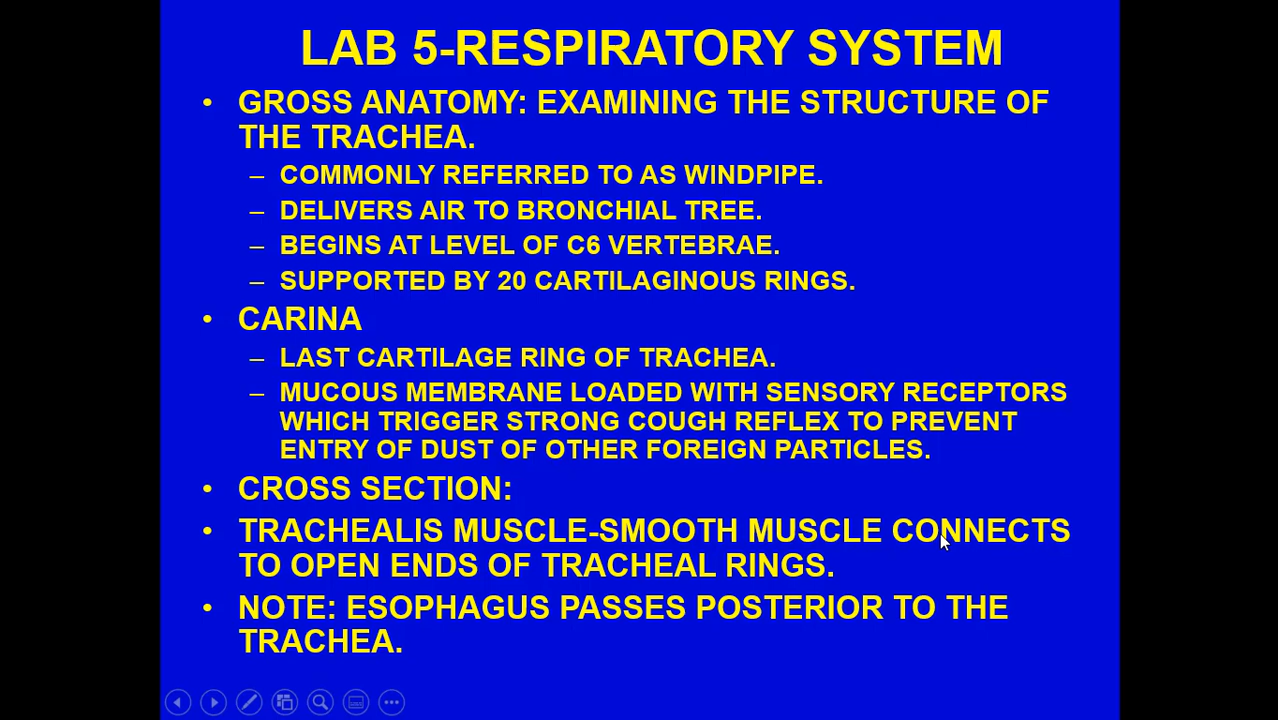 LAB 5-RESPIRATORY SYSTEM
• GROSS ANATOMY: EXAMINING THE STRUCTURE OF
THE TRACHEA.
– COMMONLY REFERRED TO AS WINDPIPE.
– DELIVERS AIR TO BRONCHIAL TREE.
– BEGINS AT LEVEL OF C6 VERTEBRAE.
– SUPPORTED BY 20 CARTILAGINOUS RINGS.
• CARINA
– LAST CARTILAGE RING OF TRACHEA.
– MUCOUS MEMBRANE LOADED WITH SENSORY RECEPTORS
WHICH TRIGGER STRONG COUGH REFLEX TO PREVENT
ENTRY OF DUST OF OTHER FOREIGN PARTICLES.
• CROSS SECTION:
• TRACHEALIS MUSCLE-SMOOTH MUSCLE CONNECTS
TO OPEN ENDS OF TRACHEAL RINGS.
• NOTE: ESOPHAGUS PASSES POSTERIOR TO THE
TRACHEA.